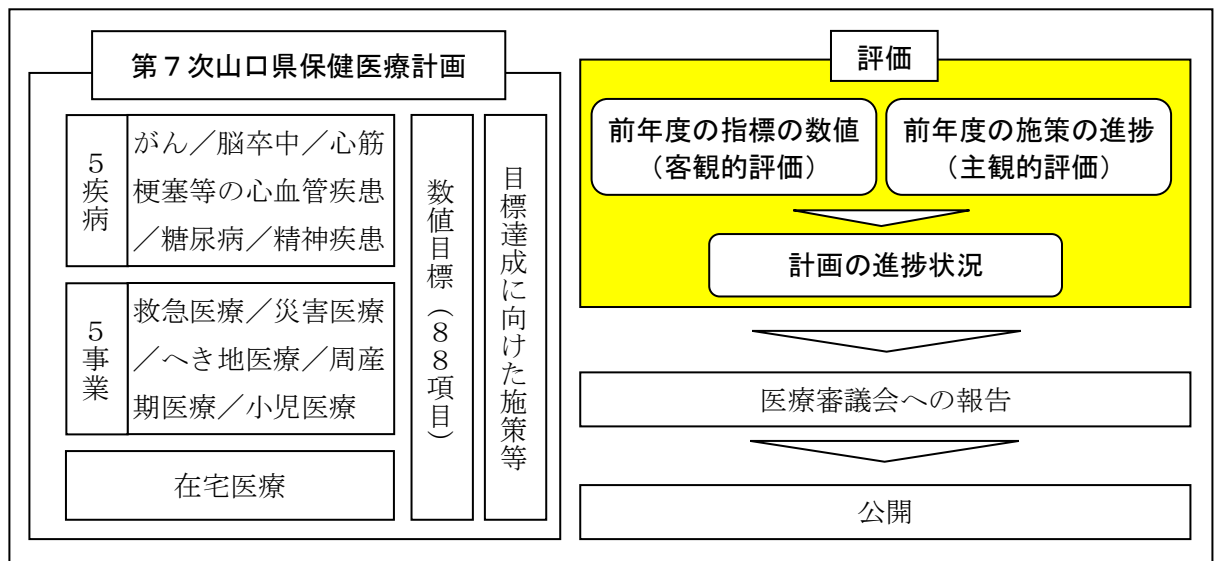 第７次山口県保健医療計画
５疾病
がん／脳卒中／心筋
梗塞等の心血管疾患
／糖尿病／精神疾患
５事業
救急医療／災害医療
／へき地医療／周産
期医療／小児医療
在宅医療
数値目標（８８項目）
目標達成に向けた施策等
評価
前年度の指標の数値
（客観的評価）
前年度の施策の進捗
（主観的評価）
計画の進捗状況
医療審議会への報告
公開